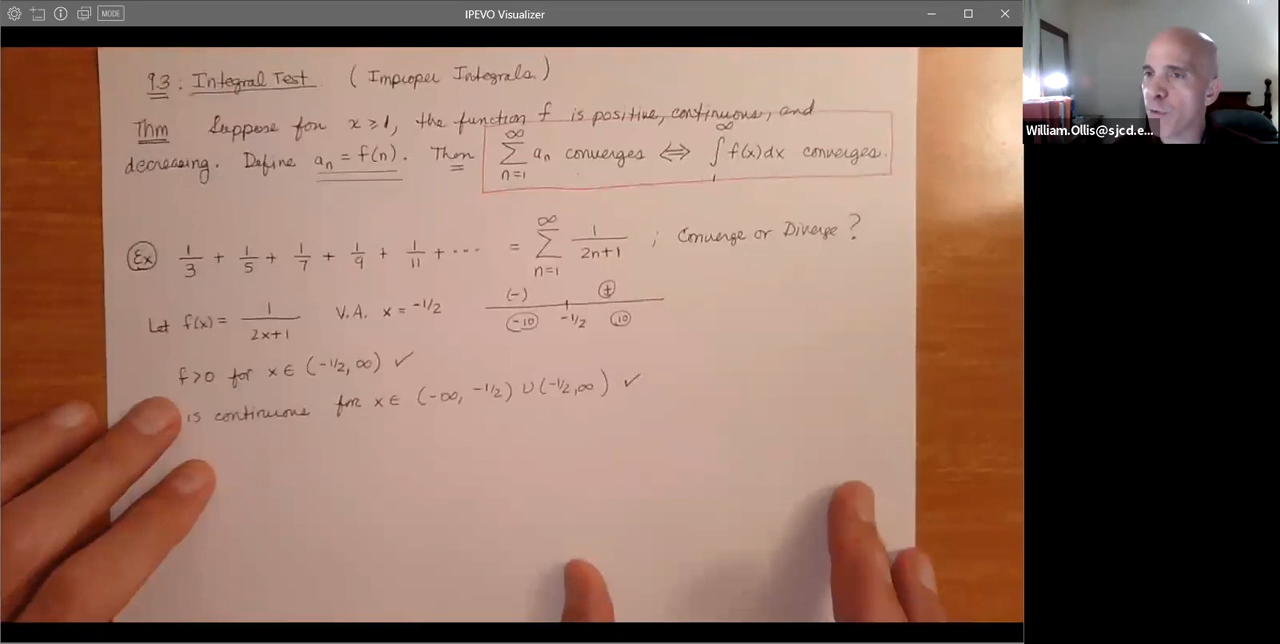 MODE
IPEVO Visualizer
9.3 : Integral Test ( Improper Integrals. )
Thm Suppose for x ≥ 1, the function f is positive, continuous, and
decreasing. Define aₙ = f(n). Then ∞∑n=1 aₙ converges ⟺ ∫₁^∞ f(x)dx converges.
Ex 1/3 + 1/5 + 1/7 + 1/9 + 1/11 + ··· = ∞∑n=1 1/(2n+1) ; Converge or Diverge ?
Let f(x) = 1/(2x+1) V.A. x = -1/2 (-) +
-10 -1/2 10
f>0 for x ∈ (-1/2, ∞) ✓
is continuous for x ∈ (-∞, -1/2) ∪ (-1/2, ∞) ✓
William.Ollis@sjcd.e...